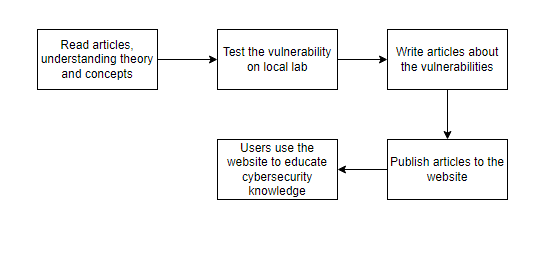 Read articles,
understanding theory
and concepts
Test the vulnerability
on local lab
Write articles about
the vulnerabilities
Users use the
website to educate
cybersecurity
knowledge
Publish articles to the
website